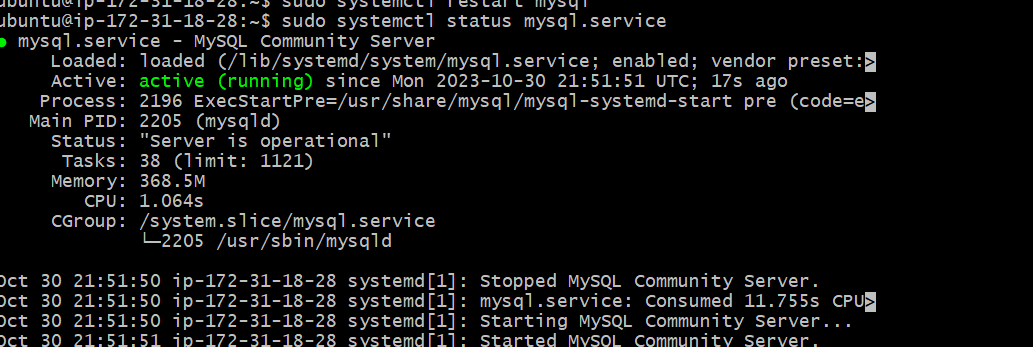 ubuntu@ip-172-31-18-28:~$ sudo systemctl restart mysql
ubuntu@ip-172-31-18-28:~$ sudo systemctl status mysql.service
● mysql.service - MySQL Community Server
Loaded: loaded (/lib/systemd/system/mysql.service; enabled; vendor preset:>
Active: active (running) since Mon 2023-10-30 21:51:51 UTC; 17s ago
Process: 2196 ExecStartPre=/usr/share/mysql/mysql-systemd-start pre (code=e>
Main PID: 2205 (mysqld)
Status: "Server is operational"
Tasks: 38 (limit: 1121)
Memory: 368.5M
CPU: 1.064s
CGroup: /system.slice/mysql.service
└─2205 /usr/sbin/mysqld
Oct 30 21:51:50 ip-172-31-18-28 systemd[1]: Stopped MySQL Community Server.
Oct 30 21:51:50 ip-172-31-18-28 systemd[1]: mysql.service: Consumed 11.755s CPU>
Oct 30 21:51:50 ip-172-31-18-28 systemd[1]: Starting MySQL Community Server...
Oct 30 21:51:51 ip-172-31-18-28 systemd[1]: Started MySQL Community Server.